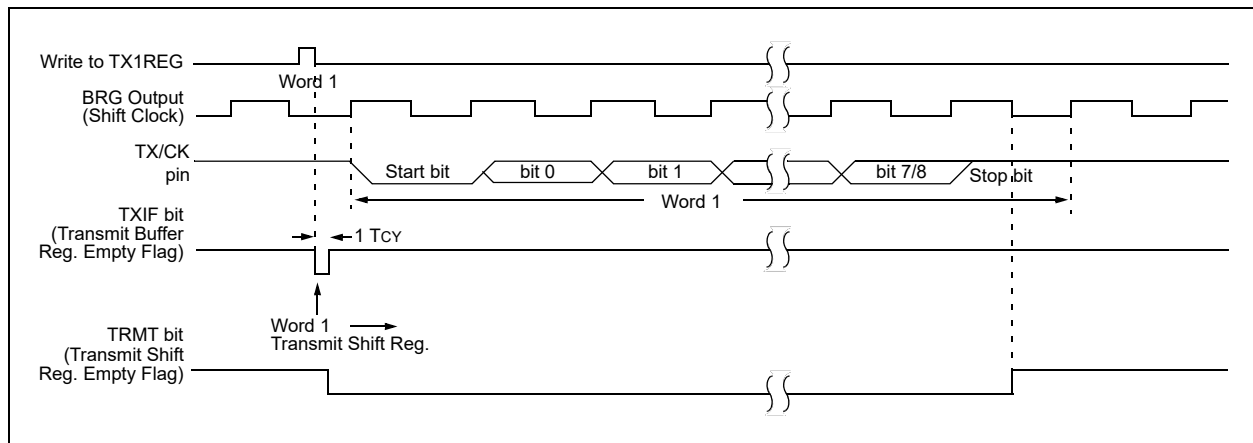 Write to TX1REG
Word 1
BRG Output
(Shift Clock)
TX/CK
pin
Start bit
bit 0
bit 1
bit 7/8
Stop bit
Word 1
TXIF bit
(Transmit Buffer
Reg. Empty Flag)
1 TCY
Word 1
Transmit Shift Reg.
TRMT bit
(Transmit Shift
Reg. Empty Flag)